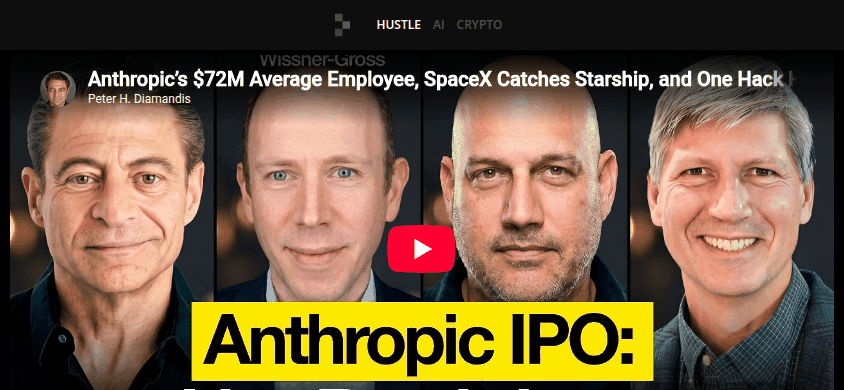 HUSTLE AI CRYPTO
Wissner-Gross
Anthropic's $72M Average Employee, SpaceX Catches Starship, and One Hack
Peter H. Diamandis
Anthropic IPO: